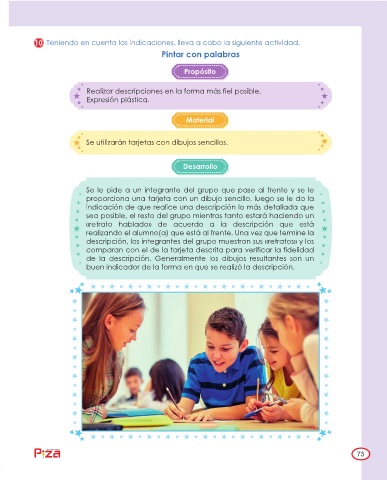 10 Teniendo en cuenta las indicaciones, lleva a cabo la siguiente actividad.
Pintar con palabras
Propósito
Realizar descripciones en la forma más fiel posible.
Expresión plástica.
Material
Se utilizarán tarjetas con dibujos sencillos.
Desarrollo
Se le pide a un integrante del grupo que pase al frente y se le
proporciona una tarjeta con un dibujo sencillo, luego se le da la
indicación de que realice una descripción lo más detallada que
sea posible, el resto del grupo mientras tanto estará haciendo un
«retrato hablado» de acuerdo a la descripción que está
realizando el alumno(a) que está al frente. Una vez que termine la
descripción, los integrantes del grupo muestran sus «retratos» y los
comparan con el de la tarjeta descrita para verificar la fidelidad
de la descripción. Generalmente los dibujos resultantes son un
buen indicador de la forma en que se realizó la descripción.
73